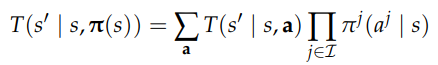 T(s′ | s, π(s)) = ∑_a T(s′ | s, a) ∏_{j∈ℐ} π^j(a^j | s)